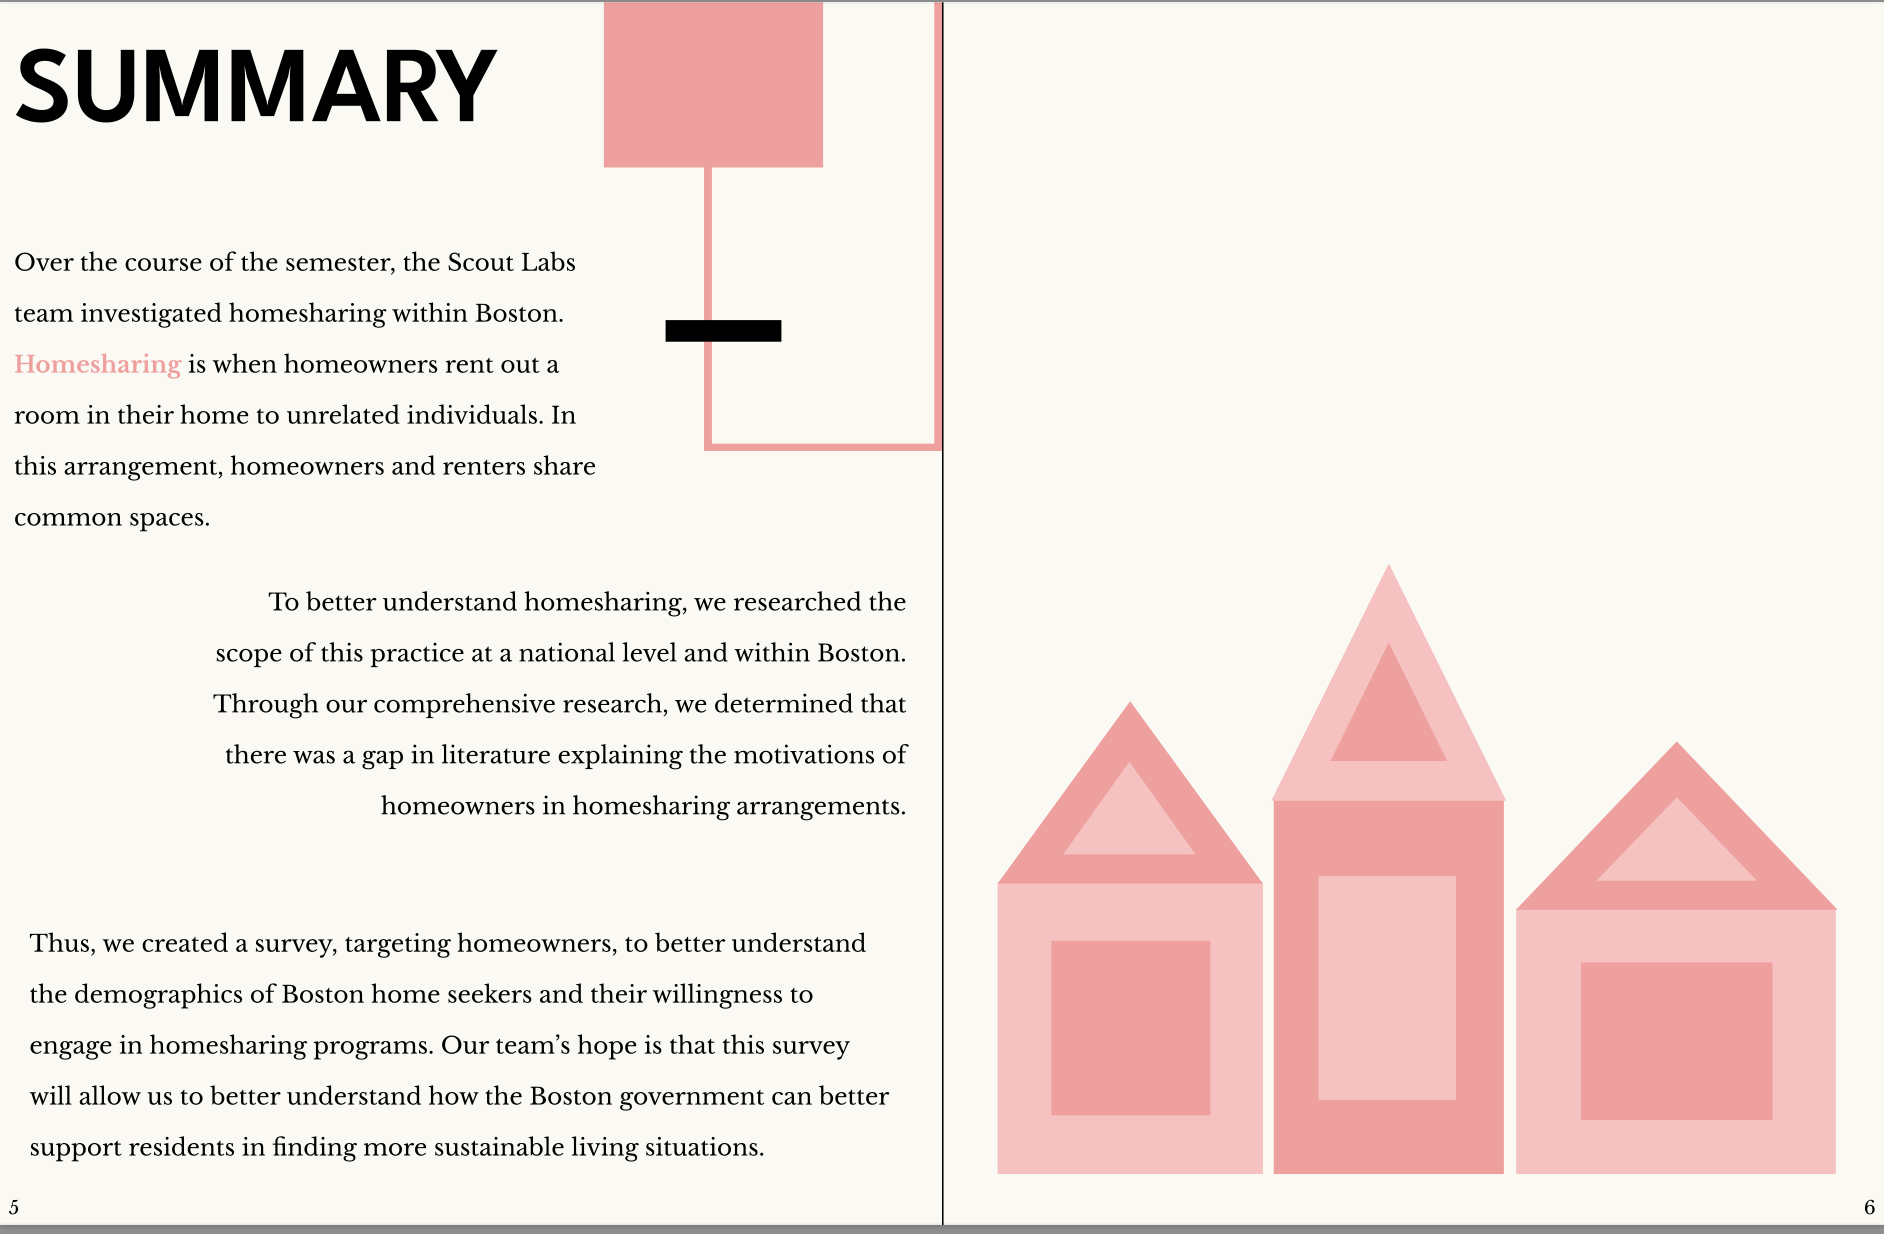 SUMMARY
Over the course of the semester, the Scout Labs
team investigated homesharing within Boston.
Homesharing is when homeowners rent out a
room in their home to unrelated individuals. In
this arrangement, homeowners and renters share
common spaces.
To better understand homesharing, we researched the
scope of this practice at a national level and within Boston.
Through our comprehensive research, we determined that
there was a gap in literature explaining the motivations of
homeowners in homesharing arrangements.
Thus, we created a survey, targeting homeowners, to better understand
the demographics of Boston home seekers and their willingness to
engage in homesharing programs. Our team’s hope is that this survey
will allow us to better understand how the Boston government can better
support residents in finding more sustainable living situations.
5
6